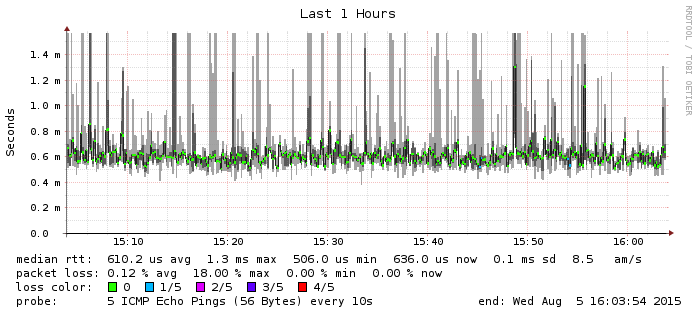 Last 1 Hours
RRDTOOL / TOBI OETIKER
Seconds
1.4 m
1.2 m
1.0 m
0.8 m
0.6 m
0.4 m
0.2 m
0.0
15:10 15:20 15:30 15:40 15:50 16:00
median rtt: 610.2 us avg 1.3 ms max 506.0 us min 636.0 us now 0.1 ms sd 8.5 am/s
packet loss: 0.12 % avg 18.00 % max 0.00 % min 0.00 % now
loss color: 0 1/5 2/5 3/5 4/5
probe: 5 ICMP Echo Pings (56 Bytes) every 10s end: Wed Aug 5 16:03:54 2015